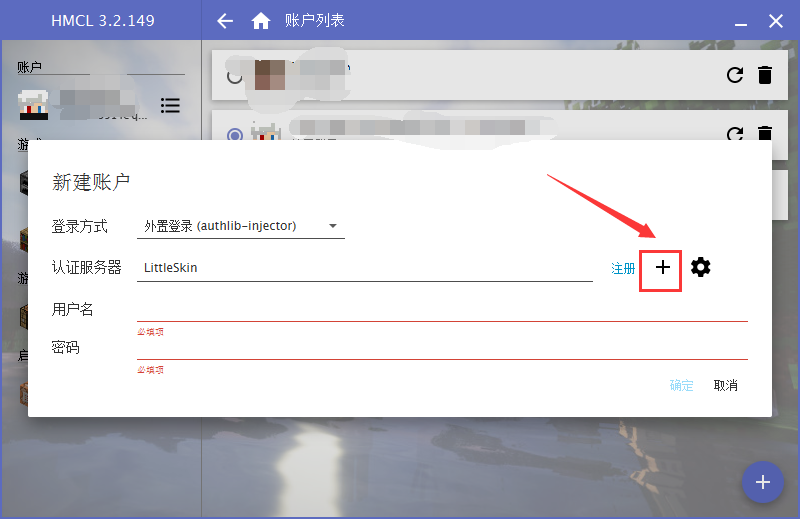 HMCL 3.2.149
账户列表
账户
新建账户
登录方式
外置登录 (authlib-injector)
认证服务器
LittleSkin
注册
用户名
必填项
密码
必填项
确定
取消